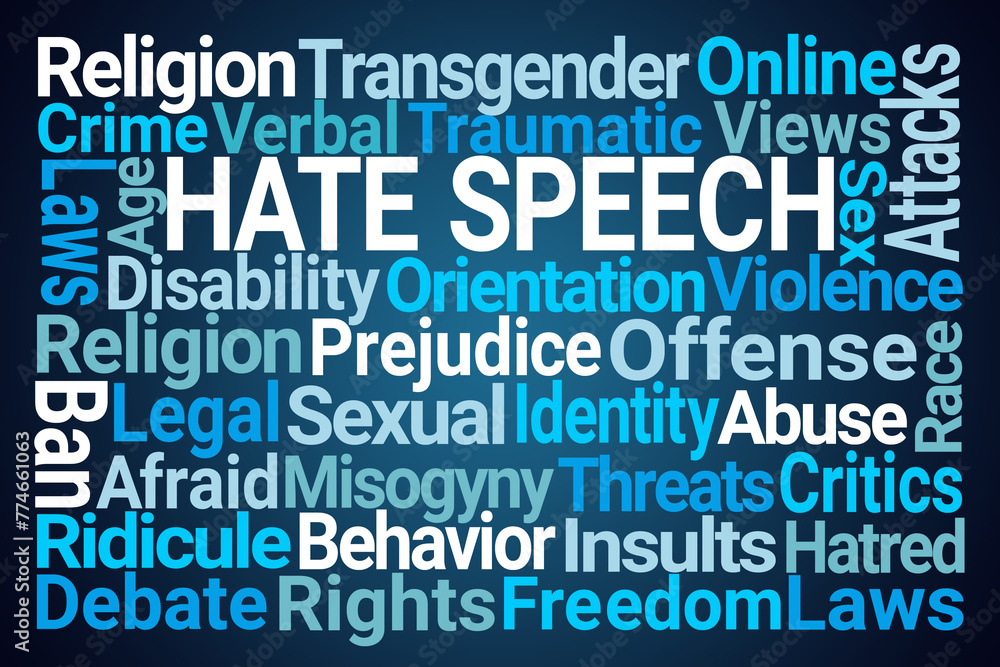 Religion Transgender Online
Attacks
Crime Verbal Traumatic Views
Laws
Age
HATE SPEECH
Sex
Disability Orientation Violence
Religion Prejudice Offense
Race
Ban
Legal Sexual Identity Abuse
Afraid Misogyny Threats Critics
Ridicule Behavior Insults Hatred
Debate Rights Freedom Laws
Adobe Stock | #774661063